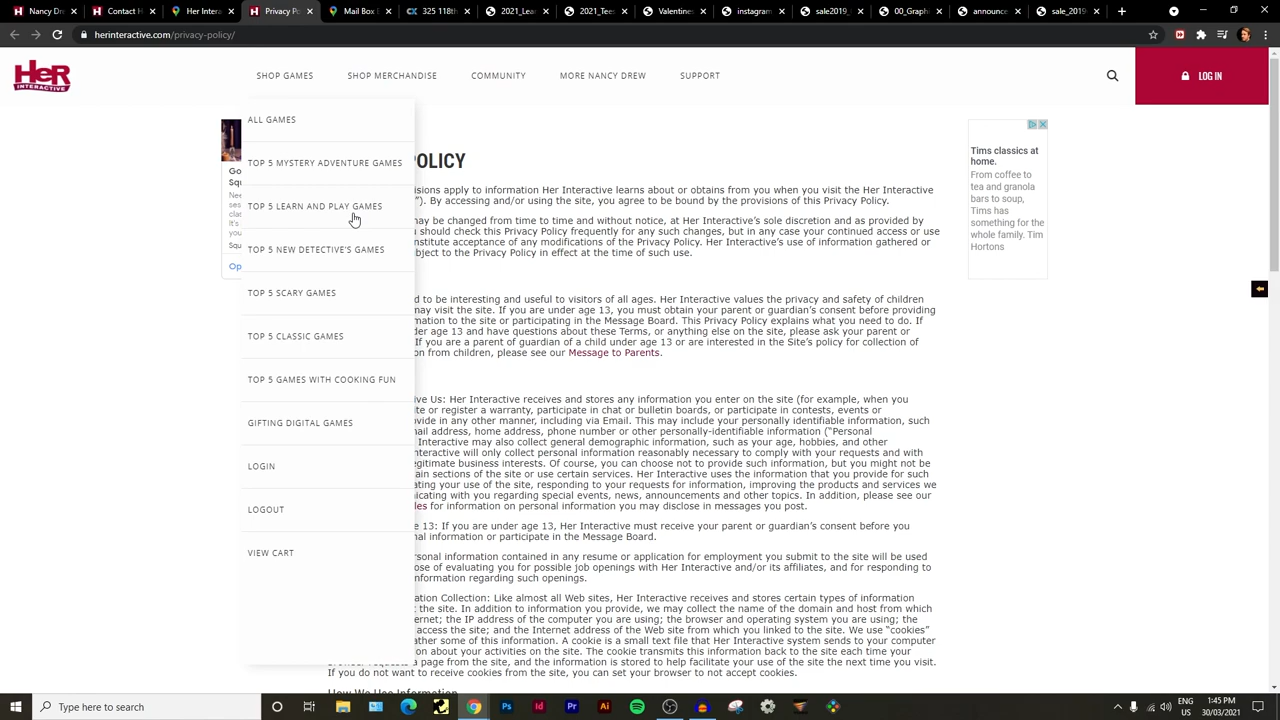 Nancy Dr
Contact H
Her Inter
Privacy P
Map of
325 118th
2021_Lear
2021_Teas
Valentines
instagram
sale2019_
00_Graphi
Announce
sale_2019-
herinteractive.com/privacy-policy/
HeR
INTERACTIVE
SHOP GAMES
SHOP MERCHANDISE
COMMUNITY
MORE NANCY DREW
SUPPORT
LOG IN
ALL GAMES
TOP 5 MYSTERY ADVENTURE GAMES
TOP 5 LEARN AND PLAY GAMES
TOP 5 NEW DETECTIVE'S GAMES
TOP 5 SCARY GAMES
TOP 5 CLASSIC GAMES
TOP 5 GAMES WITH COOKING FUN
GIFTING DIGITAL GAMES
LOGIN
LOGOUT
VIEW CART
Go
Squ
Nee
ses
clas
It's
you
Squ
Op
POLICY
isions apply to information Her Interactive learns about or obtains from you when you visit the Her Interactive
"). By accessing and/or using the site, you agree to be bound by the provisions of this Privacy Policy.
may be changed from time to time and without notice, at Her Interactive's sole discretion and as provided by
u should check this Privacy Policy frequently for any such changes, but in any case your continued access or use
nstitute acceptance of any modifications of the Privacy Policy. Her Interactive's use of information gathered or
bject to the Privacy Policy in effect at the time of such use.
d to be interesting and useful to visitors of all ages. Her Interactive values the privacy and safety of children
may visit the site. If you are under age 13, you must obtain your parent or guardian's consent before providing
mation to the site or participating in the Message Board. This Privacy Policy explains what you need to do. If
der age 13 and have questions about these Terms, or anything else on the site, please ask your parent or
. If you are a parent of guardian of a child under age 13 or are interested in the Site's policy for collection of
on from children, please see our Message to Parents.
ive Us: Her Interactive receives and stores any information you enter on the site (for example, when you
ite or register a warranty, participate in chat or bulletin boards, or participate in contests, events or
ovide in any other manner, including via Email. This may include your personally identifiable information, such
mail address, home address, phone number or other personally-identifiable information ("Personal
Interactive may also collect general demographic information, such as your age, hobbies, and other
nteractive will only collect personal information reasonably necessary to comply with your requests and with
egitimate business interests. Of course, you can choose not to provide such information, but you might not be
ain sections of the site or use certain services. Her Interactive uses the information that you provide for such
ating your use of the site, responding to your requests for information, improving the products and services we
nicating with you regarding special events, news, announcements and other topics. In addition, please see our
les for information on personal information you may disclose in messages you post.
e 13: If you are under age 13, Her Interactive must receive your parent or guardian's consent before you
nal information or participate in the Message Board.
rsonal information contained in any resume or application for employment you submit to the site will be used
ose of evaluating you for possible job openings with Her Interactive and/or its affiliates, and for responding to
nformation regarding such openings.
ation Collection: Like almost all Web sites, Her Interactive receives and stores certain types of information
t the site. In addition to information you provide, we may collect the name of the domain and host from which
ernet; the IP address of the computer you are using; the browser and operating system you are using; the
access the site; and the Internet address of the Web site from which you linked to the site. We use "cookies"
ather some of this information. A cookie is a small text file that Her Interactive system sends to your computer
on about your activities on the site. The cookie transmits this information back to the site each time your
browser requests a page from the site, and the information is stored to help facilitate your use of the site the next time you visit.
If you do not want to receive cookies from the site, you can set your browser to not accept cookies.
How We Use Information
Tims classics at
home.
From coffee to
tea and granola
bars to soup,
Tims has
something for the
whole family. Tim
Hortons
Type here to search
Ps
Id
Pr
Ai
ENG
US
1:45 PM
30/03/2021